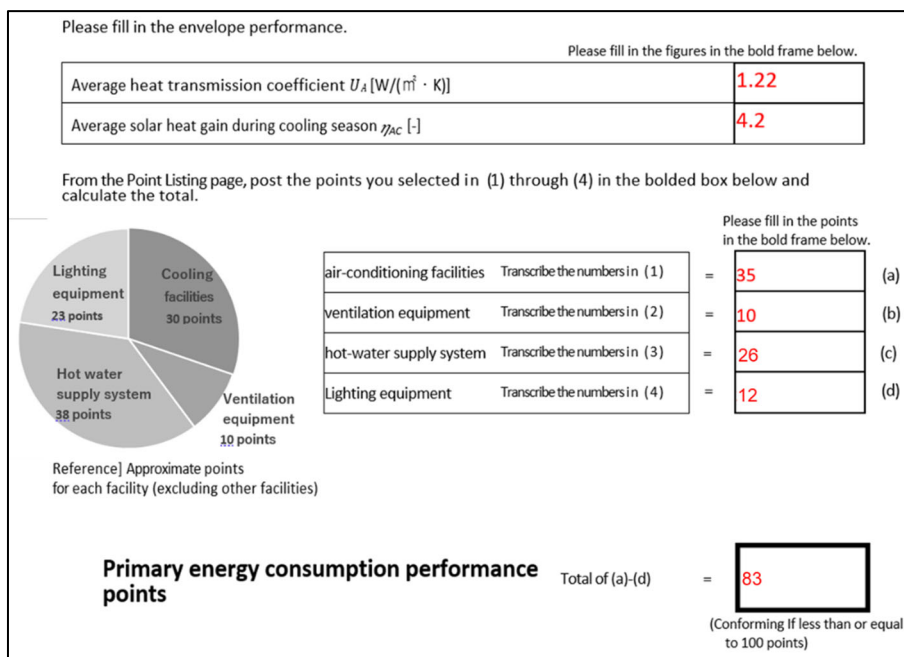 Please fill in the envelope performance.
Please fill in the figures in the bold frame below.
Average heat transmission coefficient U_A [W/(㎡・K)]
1.22
Average solar heat gain during cooling season η_AC [-]
4.2
From the Point Listing page, post the points you selected in (1) through (4) in the bolded box below and
calculate the total.
Please fill in the points
in the bold frame below.
Lighting
equipment
23 points
Cooling
facilities
30 points
Hot water
supply system
38 points
Ventilation
equipment
10 points
Reference] Approximate points
for each facility (excluding other facilities)
air-conditioning facilities Transcribe the numbers in (1) = 35 (a)
ventilation equipment Transcribe the numbers in (2) = 10 (b)
hot-water supply system Transcribe the numbers in (3) = 26 (c)
Lighting equipment Transcribe the numbers in (4) = 12 (d)
Primary energy consumption performance
points
Total of (a)-(d) = 83
(Conforming If less than or equal
to 100 points)